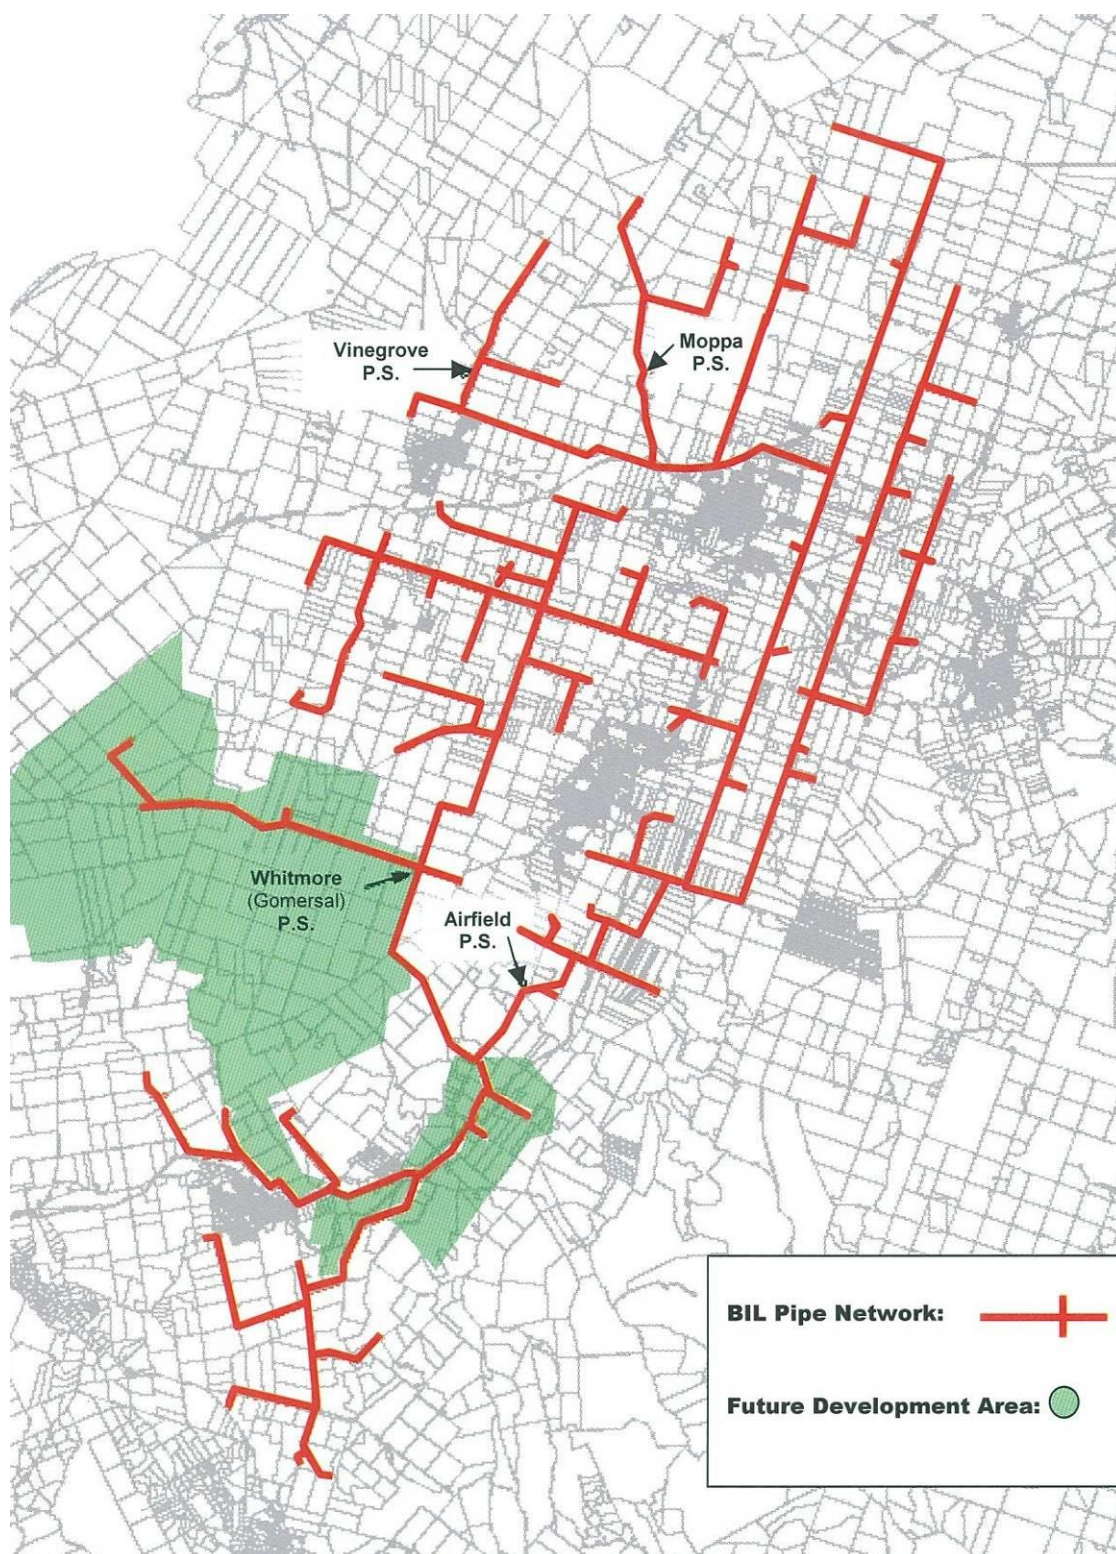 Vinegrove
P.S.
Moppa
P.S.
Whitmore
(Gomersal)
P.S.
Airfield
P.S.
BIL Pipe Network:
Future Development Area: